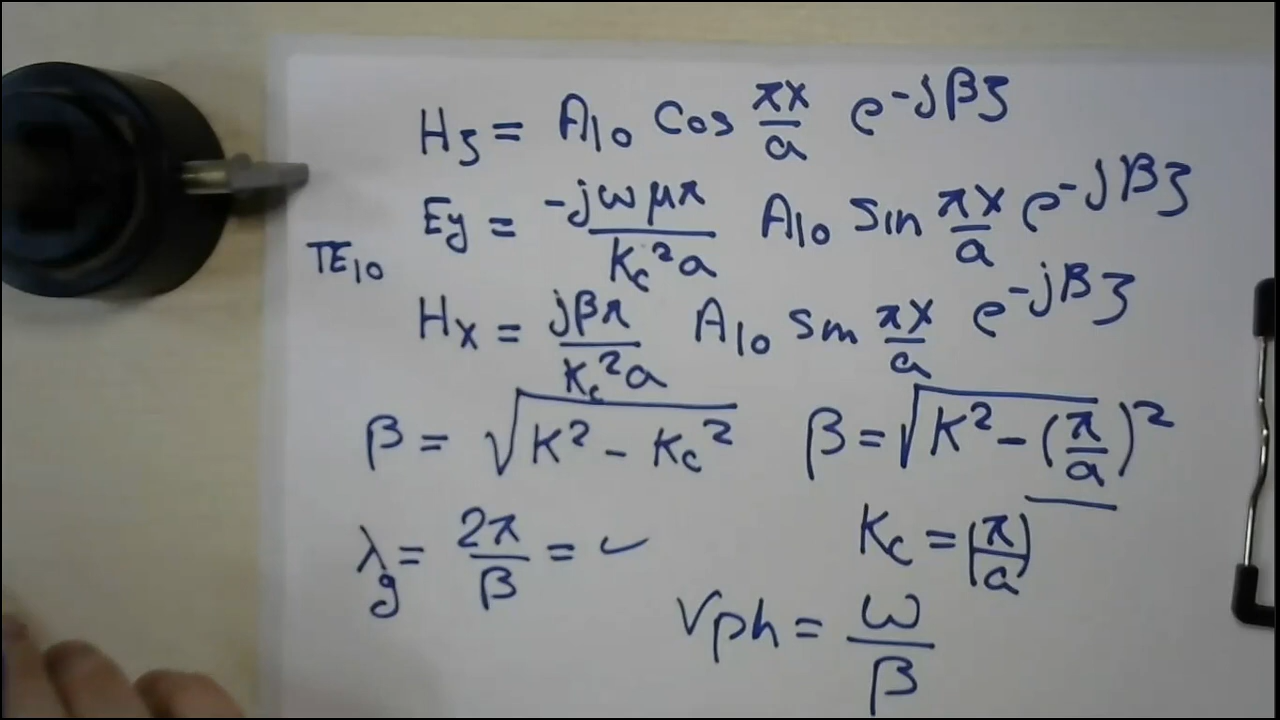 Hz = A10 cos πx/a e^-jβz
Ey = -jωμπ/Kc²a A10 sin πx/a e^-jβz
TE10
Hx = jβπ/Kc²a A10 sin πx/a e^-jβz
β = √(K² - Kc²) β = √(K² - (π/a)²)
λg = 2π/β = ✓ Kc = (π/a)
Vph = ω/β